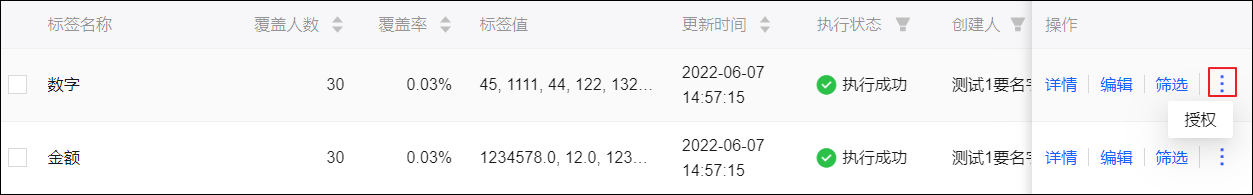 标签名称 覆盖人数 覆盖率 标签值 更新时间 执行状态 创建人 操作
数字 30 0.03% 45, 1111, 44, 122, 132... 2022-06-07 14:57:15 执行成功 测试1要名字 详情 编辑 筛选
授权
金额 30 0.03% 1234578.0, 12.0, 123... 2022-06-07 14:57:15 执行成功 测试1要名字 详情 编辑 筛选